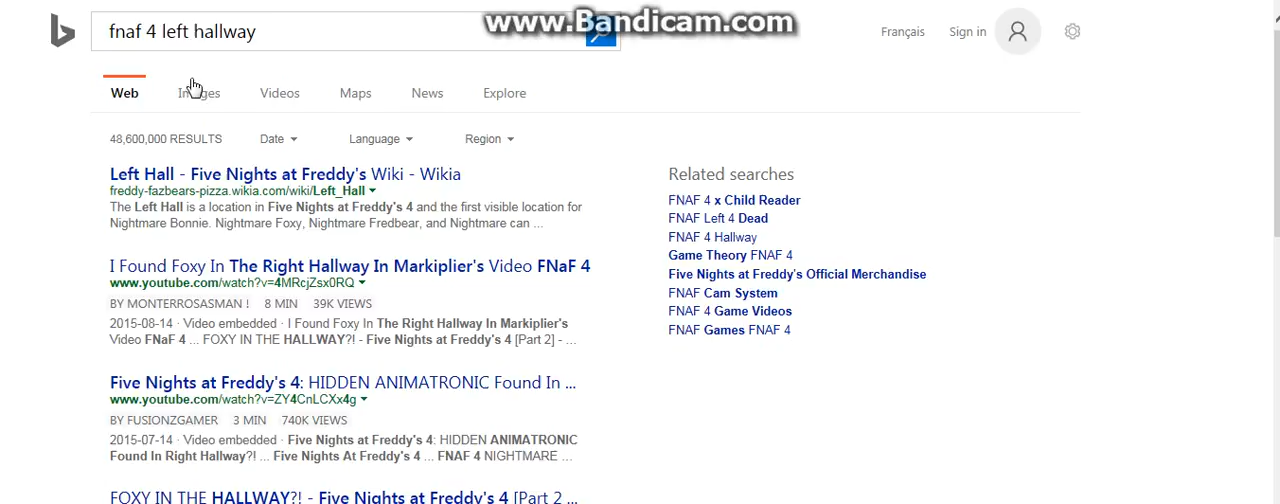 www.Bandicam.com
fnaf 4 left hallway
Français
Sign in
Web
Images
Videos
Maps
News
Explore
48,600,000 RESULTS
Date
Language
Region
Left Hall - Five Nights at Freddy's Wiki - Wikia
freddy-fazbears-pizza.wikia.com/wiki/Left_Hall
The Left Hall is a location in Five Nights at Freddy's 4 and the first visible location for
Nightmare Bonnie. Nightmare Foxy, Nightmare Fredbear, and Nightmare can ...
I Found Foxy In The Right Hallway In Markiplier's Video FNaF 4
www.youtube.com/watch?v=4MRcjZsx0RQ
BY MONTERROSASMAN ! 8 MIN 39K VIEWS
2015-08-14 · Video embedded · I Found Foxy In The Right Hallway In Markiplier's
Video FNaF 4 ... FOXY IN THE HALLWAY?! - Five Nights at Freddy's 4 [Part 2] - ...
Five Nights at Freddy's 4: HIDDEN ANIMATRONIC Found In ...
www.youtube.com/watch?v=ZY4CnLCXx4g
BY FUSIONZGAMER 3 MIN 740K VIEWS
2015-07-14 · Video embedded · Five Nights at Freddy's 4: HIDDEN ANIMATRONIC
Found In Right Hallway?! ... Five Nights At Freddy's 4 ... FNAF 4 NIGHTMARE ...
FOXY IN THE HALLWAY?! - Five Nights at Freddy's 4 [Part 2 ...
Related searches
FNAF 4 x Child Reader
FNAF Left 4 Dead
FNAF 4 Hallway
Game Theory FNAF 4
Five Nights at Freddy's Official Merchandise
FNAF Cam System
FNAF 4 Game Videos
FNAF Games FNAF 4